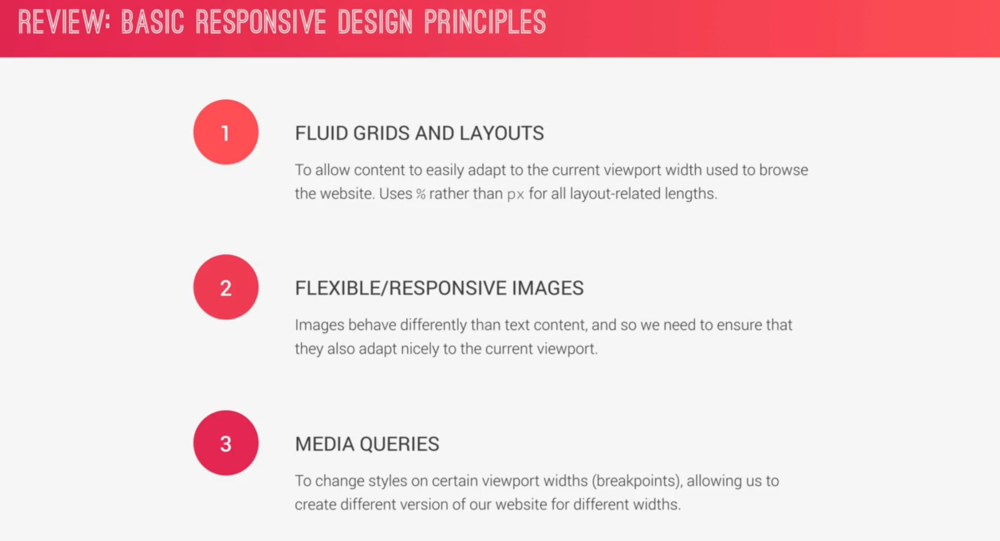 REVIEW: BASIC RESPONSIVE DESIGN PRINCIPLES
1
FLUID GRIDS AND LAYOUTS
To allow content to easily adapt to the current viewport width used to browse
the website. Uses % rather than px for all layout-related lengths.
2
FLEXIBLE/RESPONSIVE IMAGES
Images behave differently than text content, and so we need to ensure that
they also adapt nicely to the current viewport.
3
MEDIA QUERIES
To change styles on certain viewport widths (breakpoints), allowing us to
create different version of our website for different widths.